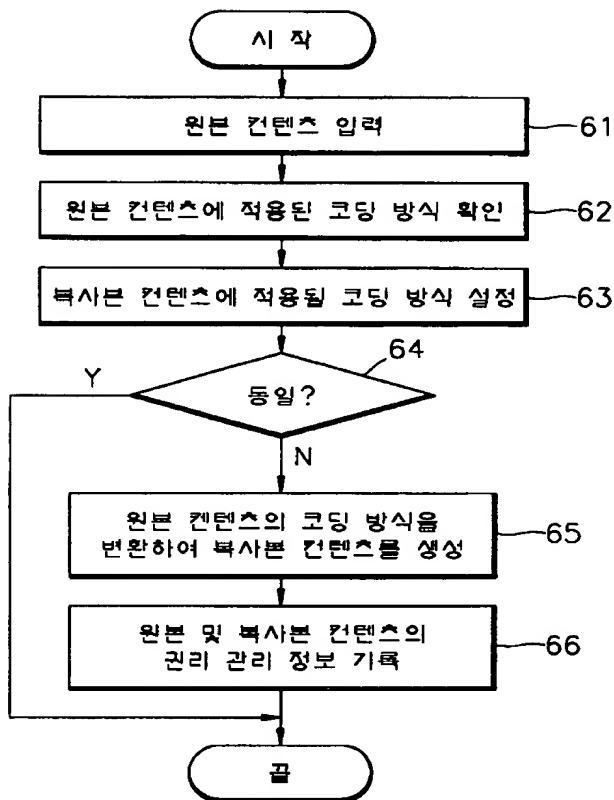 시 작
원본 컨텐츠 입력
61
원본 컨텐츠에 적용된 코딩 방식 확인
62
복사본 컨텐츠에 적용될 코딩 방식 설정
63
64
동일?
Y
N
원본 컨텐츠의 코딩 방식을
변환하여 복사본 컨텐츠를 생성
65
원본 및 복사본 컨텐츠의
권리 관리 정보 기록
66
끝